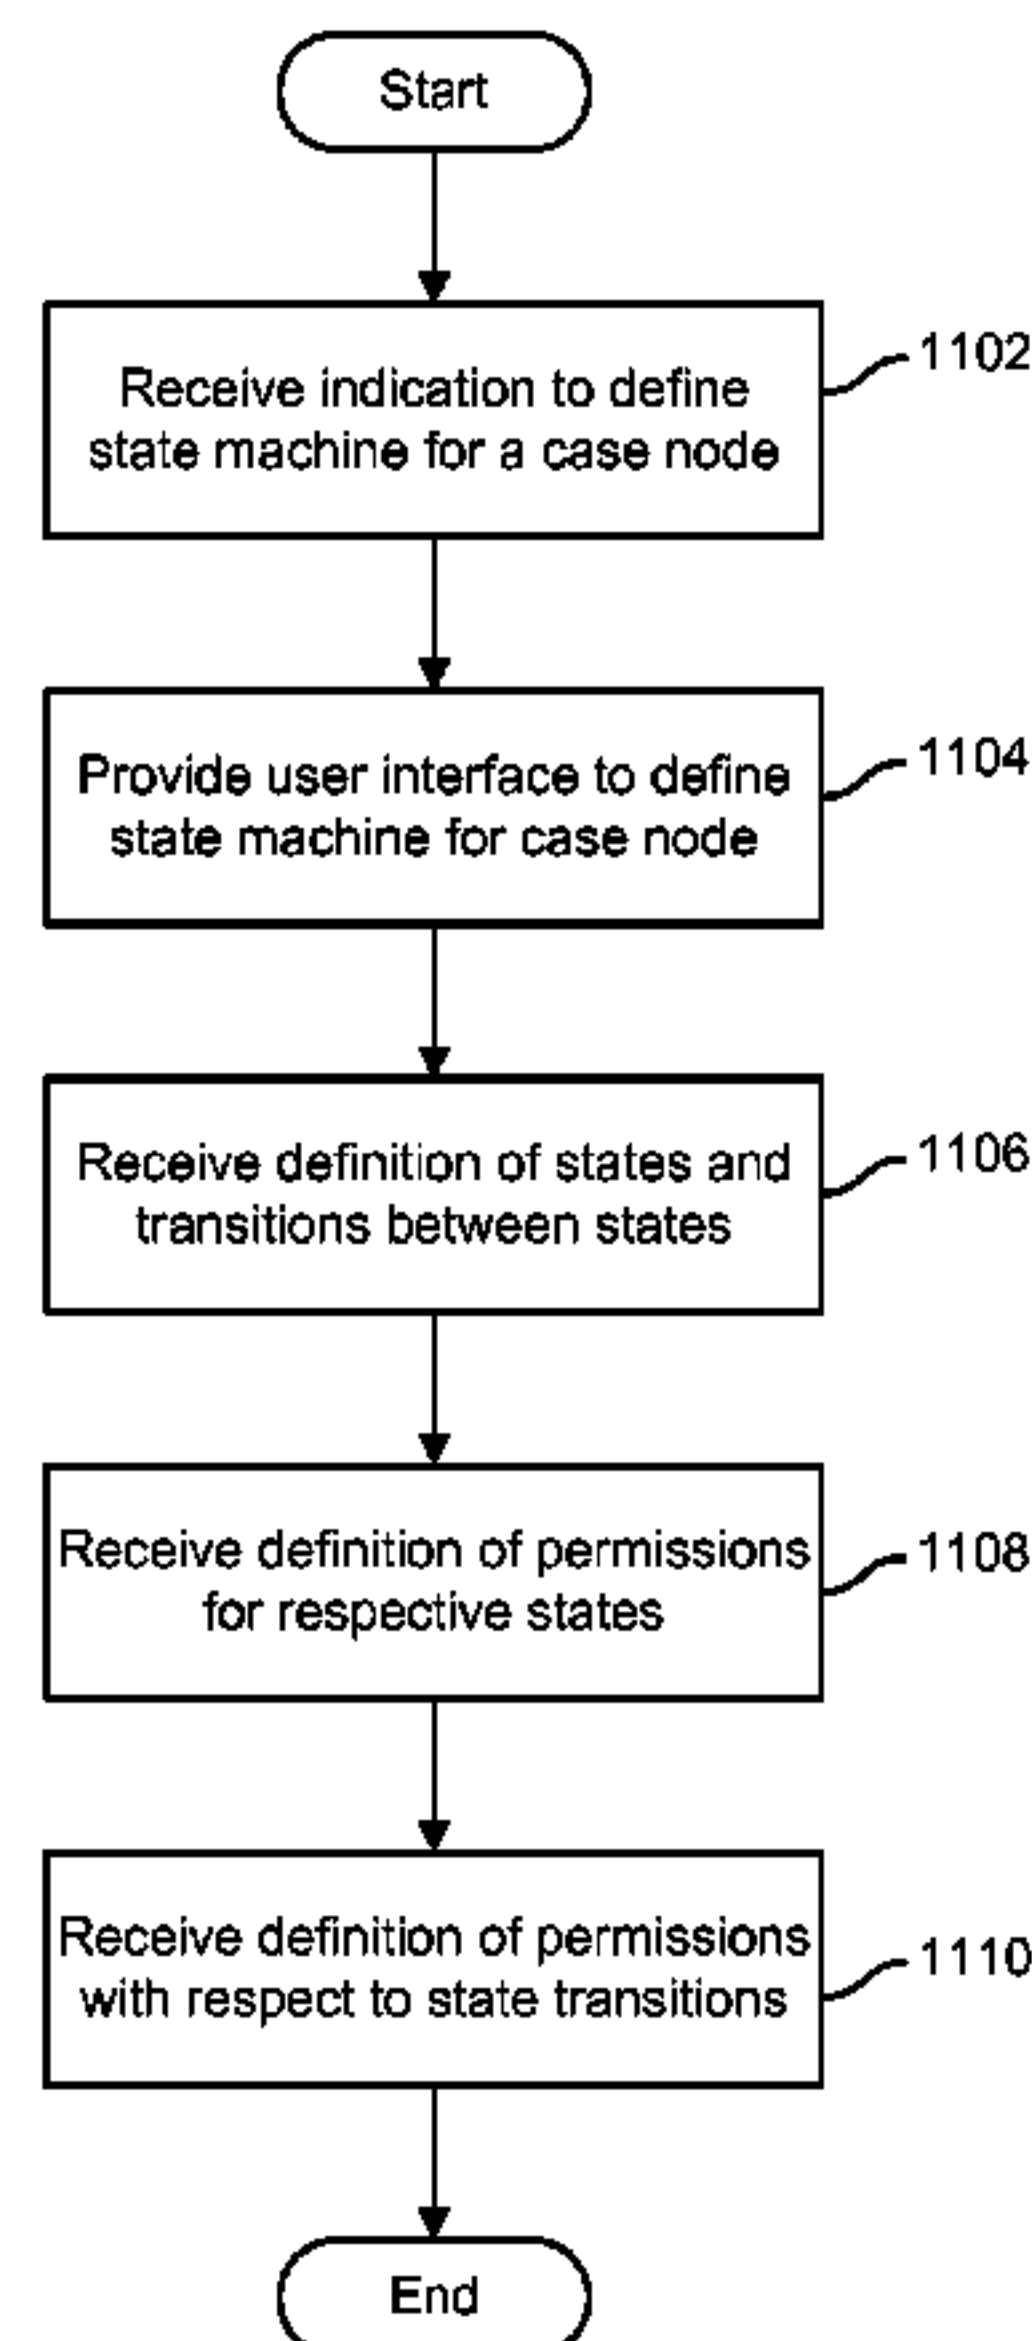 Start
Receive indication to define
state machine for a case node
1102
Provide user interface to define
state machine for case node
1104
Receive definition of states and
transitions between states
1106
Receive definition of permissions
for respective states
1108
Receive definition of permissions
with respect to state transitions
1110
End